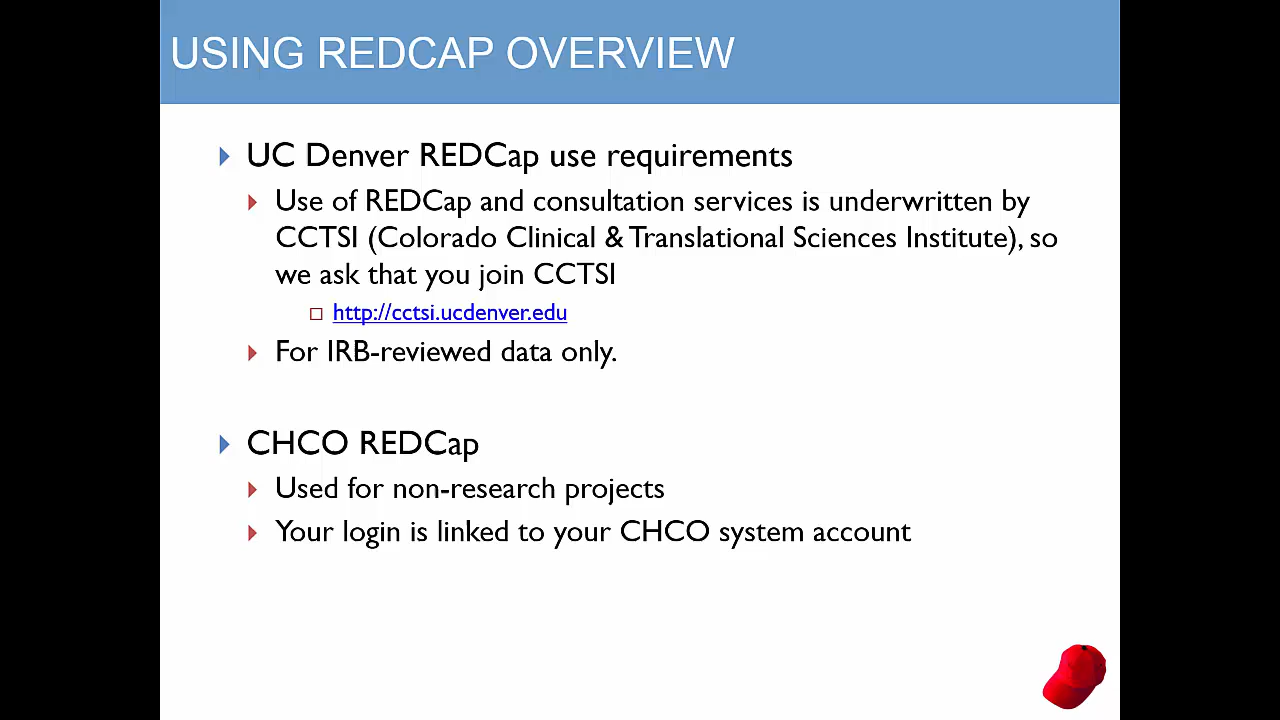 USING REDCAP OVERVIEW
UC Denver REDCap use requirements
Use of REDCap and consultation services is underwritten by
CCTSI (Colorado Clinical & Translational Sciences Institute), so
we ask that you join CCTSI
http://cctsi.ucdenver.edu
For IRB-reviewed data only.
CHCO REDCap
Used for non-research projects
Your login is linked to your CHCO system account